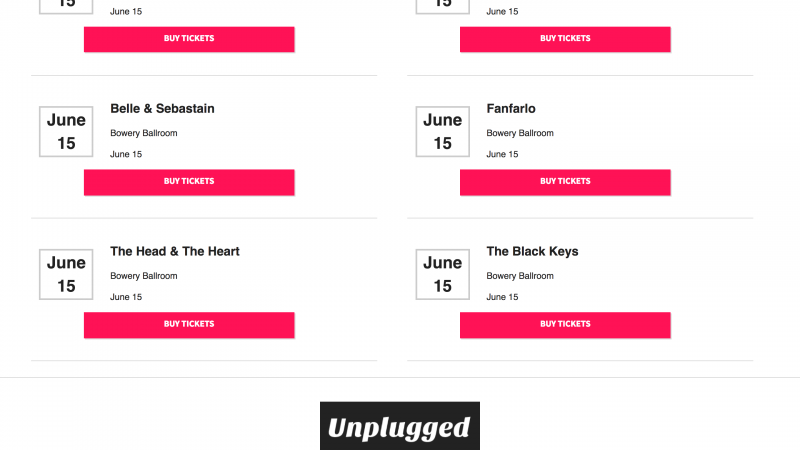 15
June 15
BUY TICKETS
15
June 15
BUY TICKETS
June
15
Belle & Sebastain
Bowery Ballroom
June 15
BUY TICKETS
June
15
Fanfarlo
Bowery Ballroom
June 15
BUY TICKETS
June
15
The Head & The Heart
Bowery Ballroom
June 15
BUY TICKETS
June
15
The Black Keys
Bowery Ballroom
June 15
BUY TICKETS
Unplugged